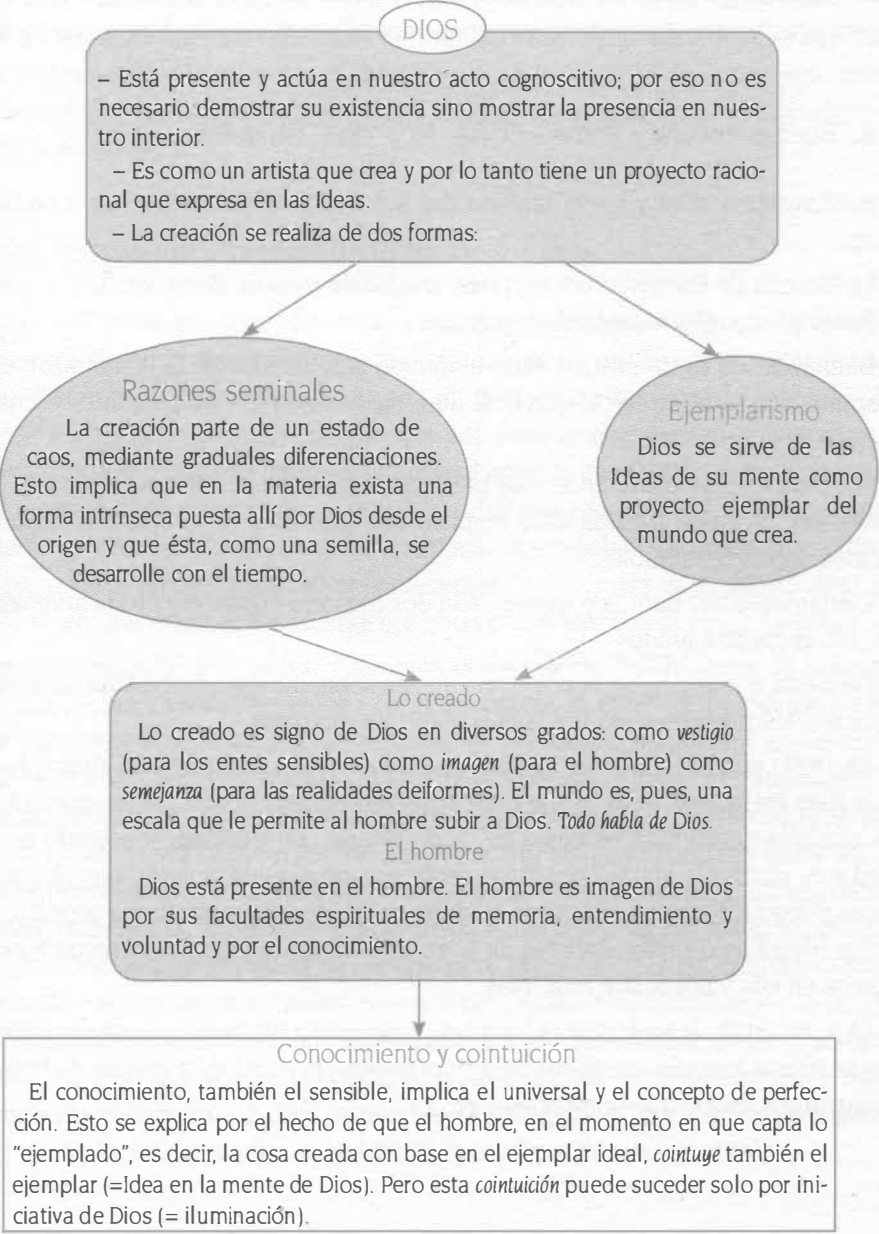 DIOS
– Está presente y actúa en nuestro acto cognoscitivo; por eso no es
necesario demostrar su existencia sino mostrar la presencia en nues-
tro interior.
– Es como un artista que crea y por lo tanto tiene un proyecto racio-
nal que expresa en las Ideas.
– La creación se realiza de dos formas:
Razones seminales
La creación parte de un estado de
caos, mediante graduales diferenciaciones.
Esto implica que en la materia exista una
forma intrínseca puesta allí por Dios desde el
origen y que ésta, como una semilla, se
desarrolle con el tiempo.
Ejemplarismo
Dios se sirve de las
Ideas de su mente como
proyecto ejemplar del
mundo que crea.
Lo creado
Lo creado es signo de Dios en diversos grados: como vestigio
(para los entes sensibles) como imagen (para el hombre) como
semejanza (para las realidades deiformes). El mundo es, pues, una
escala que le permite al hombre subir a Dios. Todo habla de Dios.
El hombre
Dios está presente en el hombre. El hombre es imagen de Dios
por sus facultades espirituales de memoria, entendimiento y
voluntad y por el conocimiento.
Conocimiento y cointuición
El conocimiento, también el sensible, implica el universal y el concepto de perfec-
ción. Esto se explica por el hecho de que el hombre, en el momento en que capta lo
"ejemplado", es decir, la cosa creada con base en el ejemplar ideal, cointuye también el
ejemplar (=Idea en la mente de Dios). Pero esta cointuición puede suceder solo por ini-
ciativa de Dios (= iluminación).